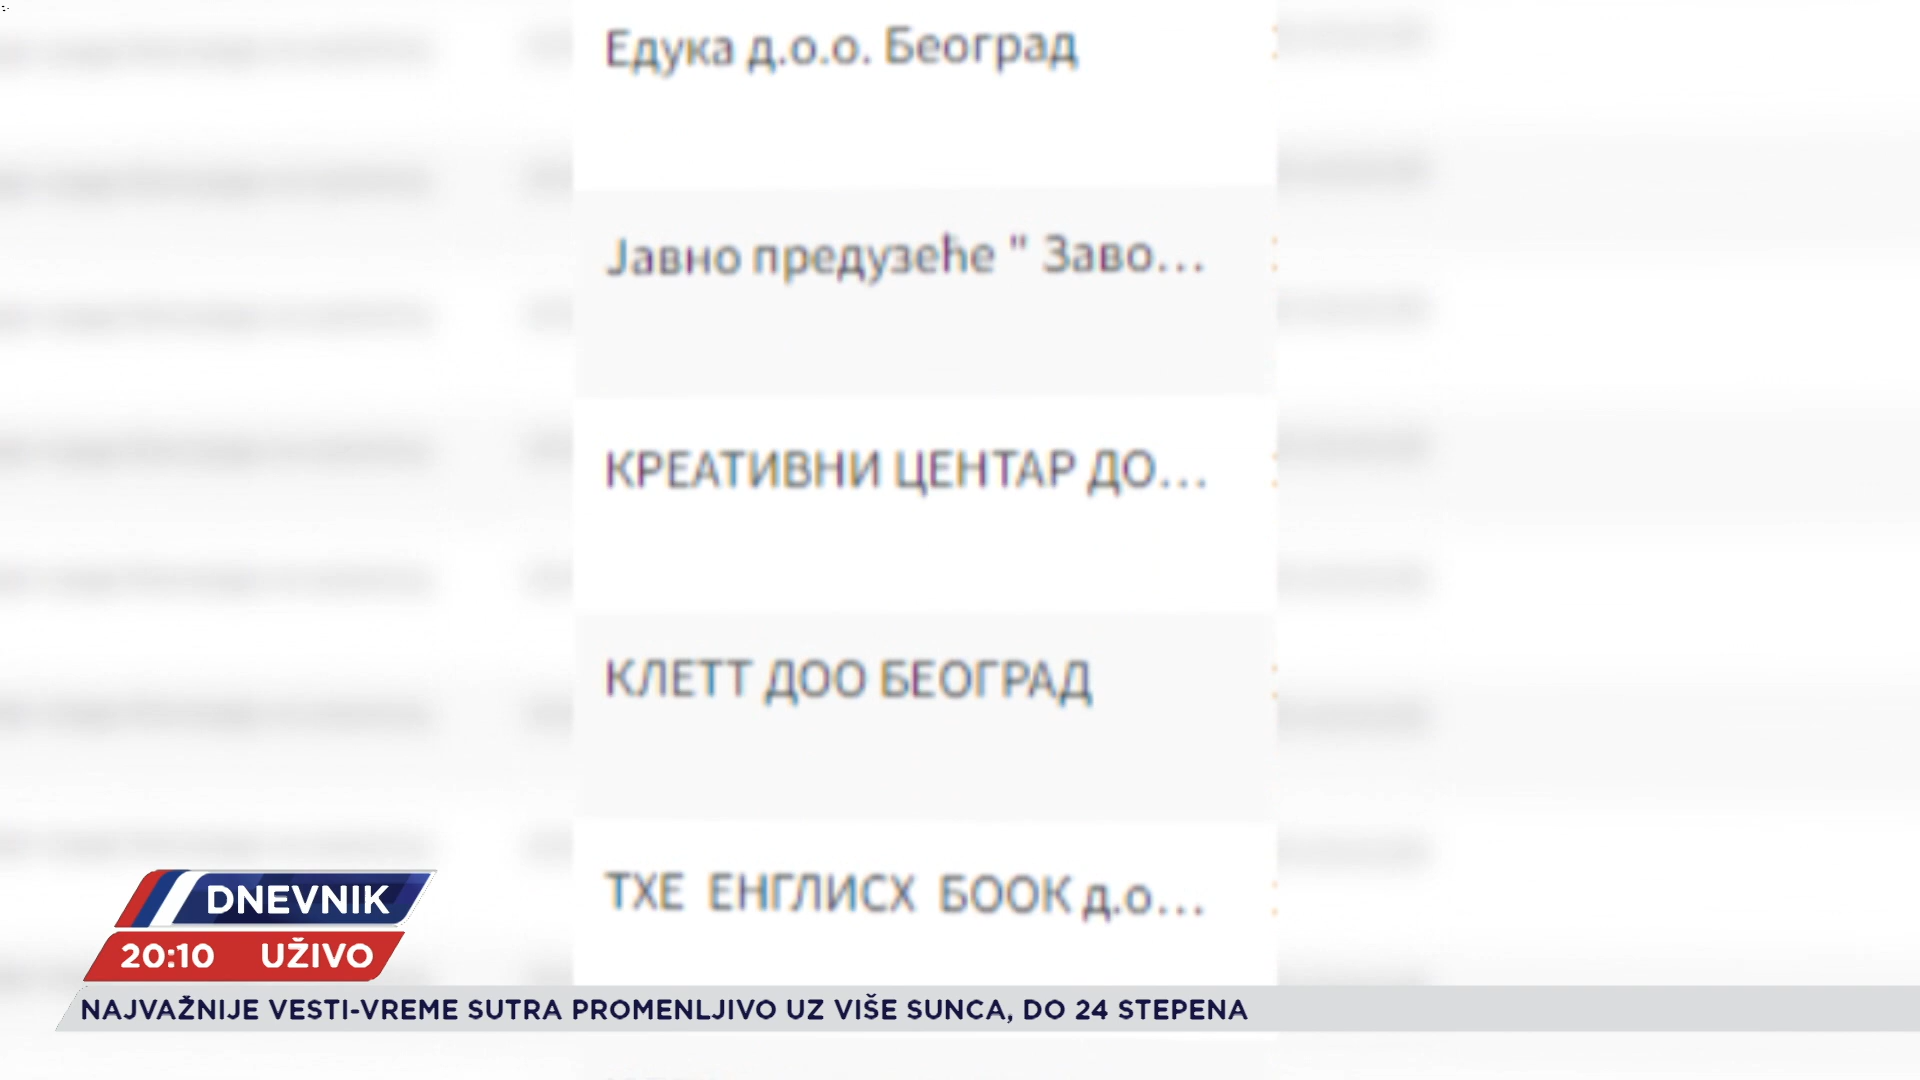 Едука д.о.о. Београд
Јавно предузеће " Заво...
КРЕАТИВНИ ЦЕНТАР ДО...
КЛЕТТ ДОО БЕОГРАД
ТХЕ ЕНГЛИСХ БООК д.о...
DNEVNIK
20:10 UŽIVO
NAJVAŽNIJE VESTI-VREME SUTRA PROMENLJIVO UZ VIŠE SUNCA, DO 24 STEPENA